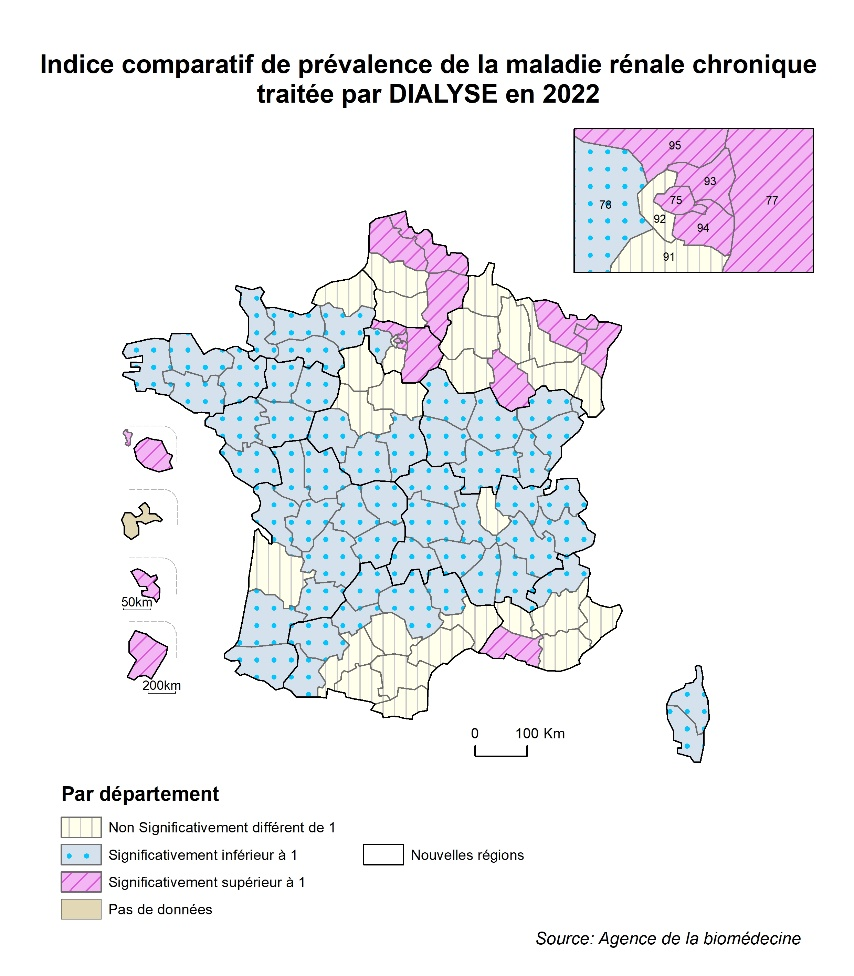 Indice comparatif de prévalence de la maladie rénale chronique
traitée par DIALYSE en 2022
95
93
78
75
77
92
94
91
50km
200km
0 100 Km
Par département
Non Significativement différent de 1
Significativement inférieur à 1
Nouvelles régions
Significativement supérieur à 1
Pas de données
Source: Agence de la biomédecine